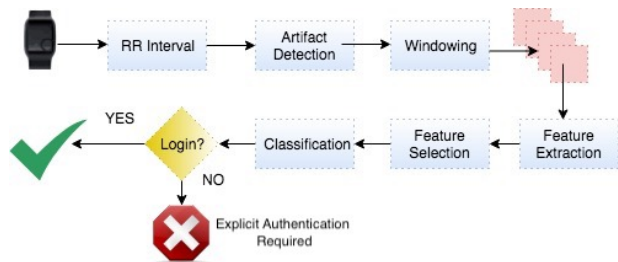 RR Interval
Artifact
Detection
Windowing
Feature
Extraction
Feature
Selection
Classification
Login?
YES
NO
Explicit Authentication
Required